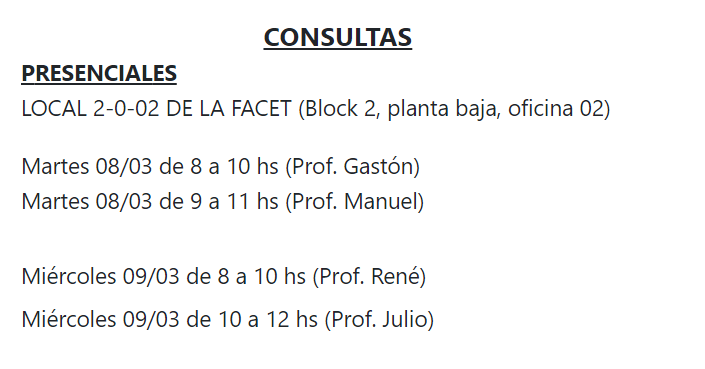 CONSULTAS
PRESENCIALES
LOCAL 2-0-02 DE LA FACET (Block 2, planta baja, oficina 02)
Martes 08/03 de 8 a 10 hs (Prof. Gastón)
Martes 08/03 de 9 a 11 hs (Prof. Manuel)
Miércoles 09/03 de 8 a 10 hs (Prof. René)
Miércoles 09/03 de 10 a 12 hs (Prof. Julio)